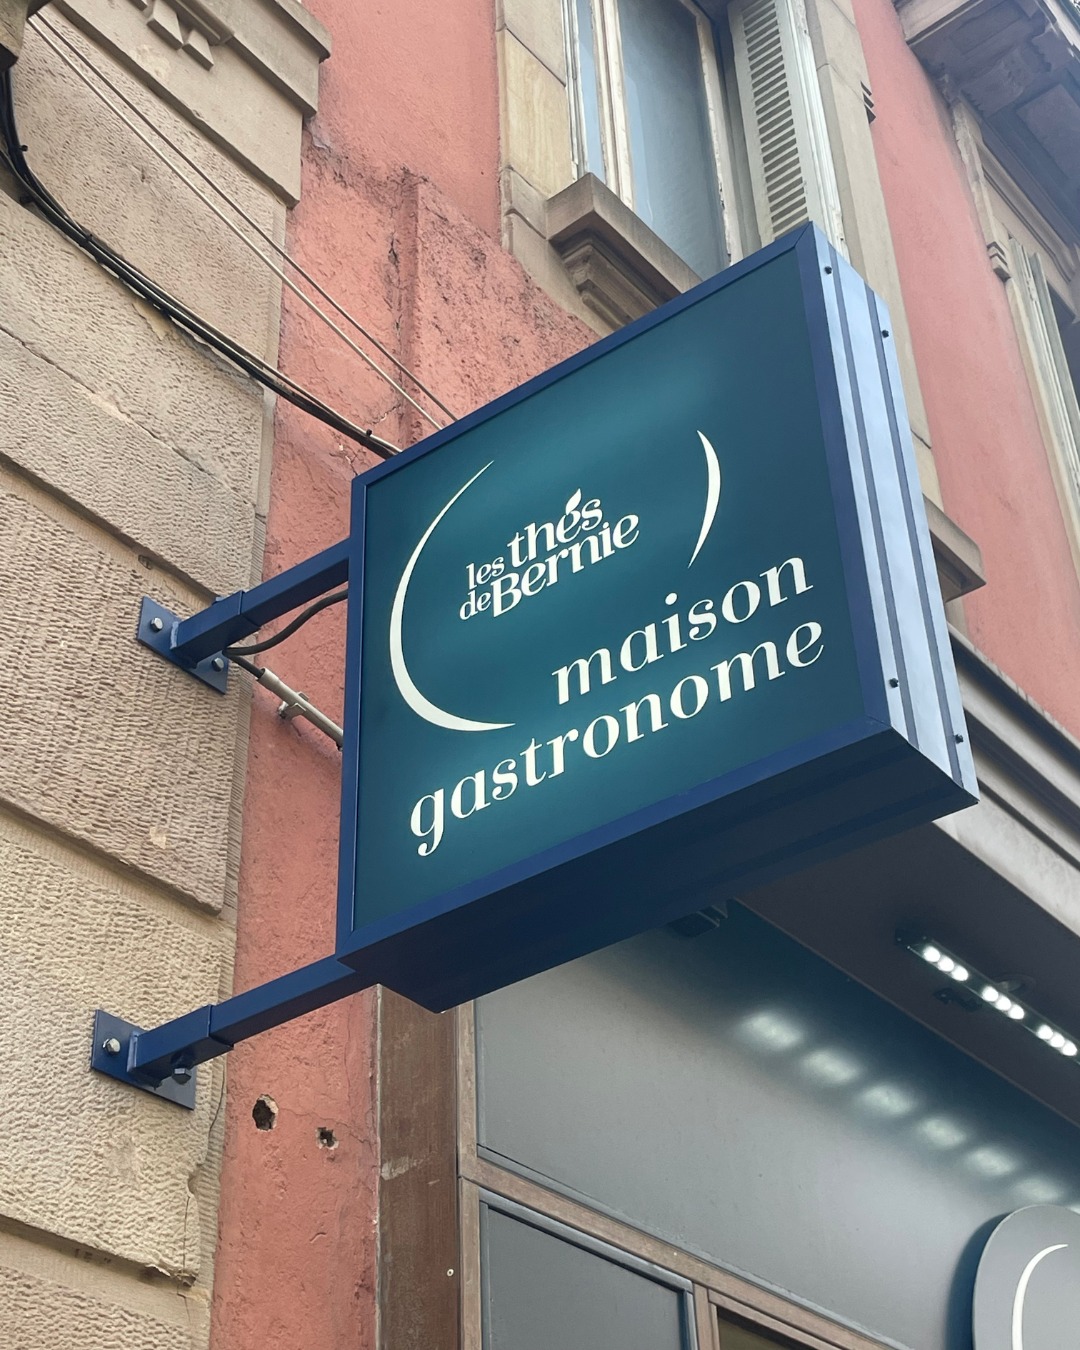 les thés
de Bernie
maison
gastronome